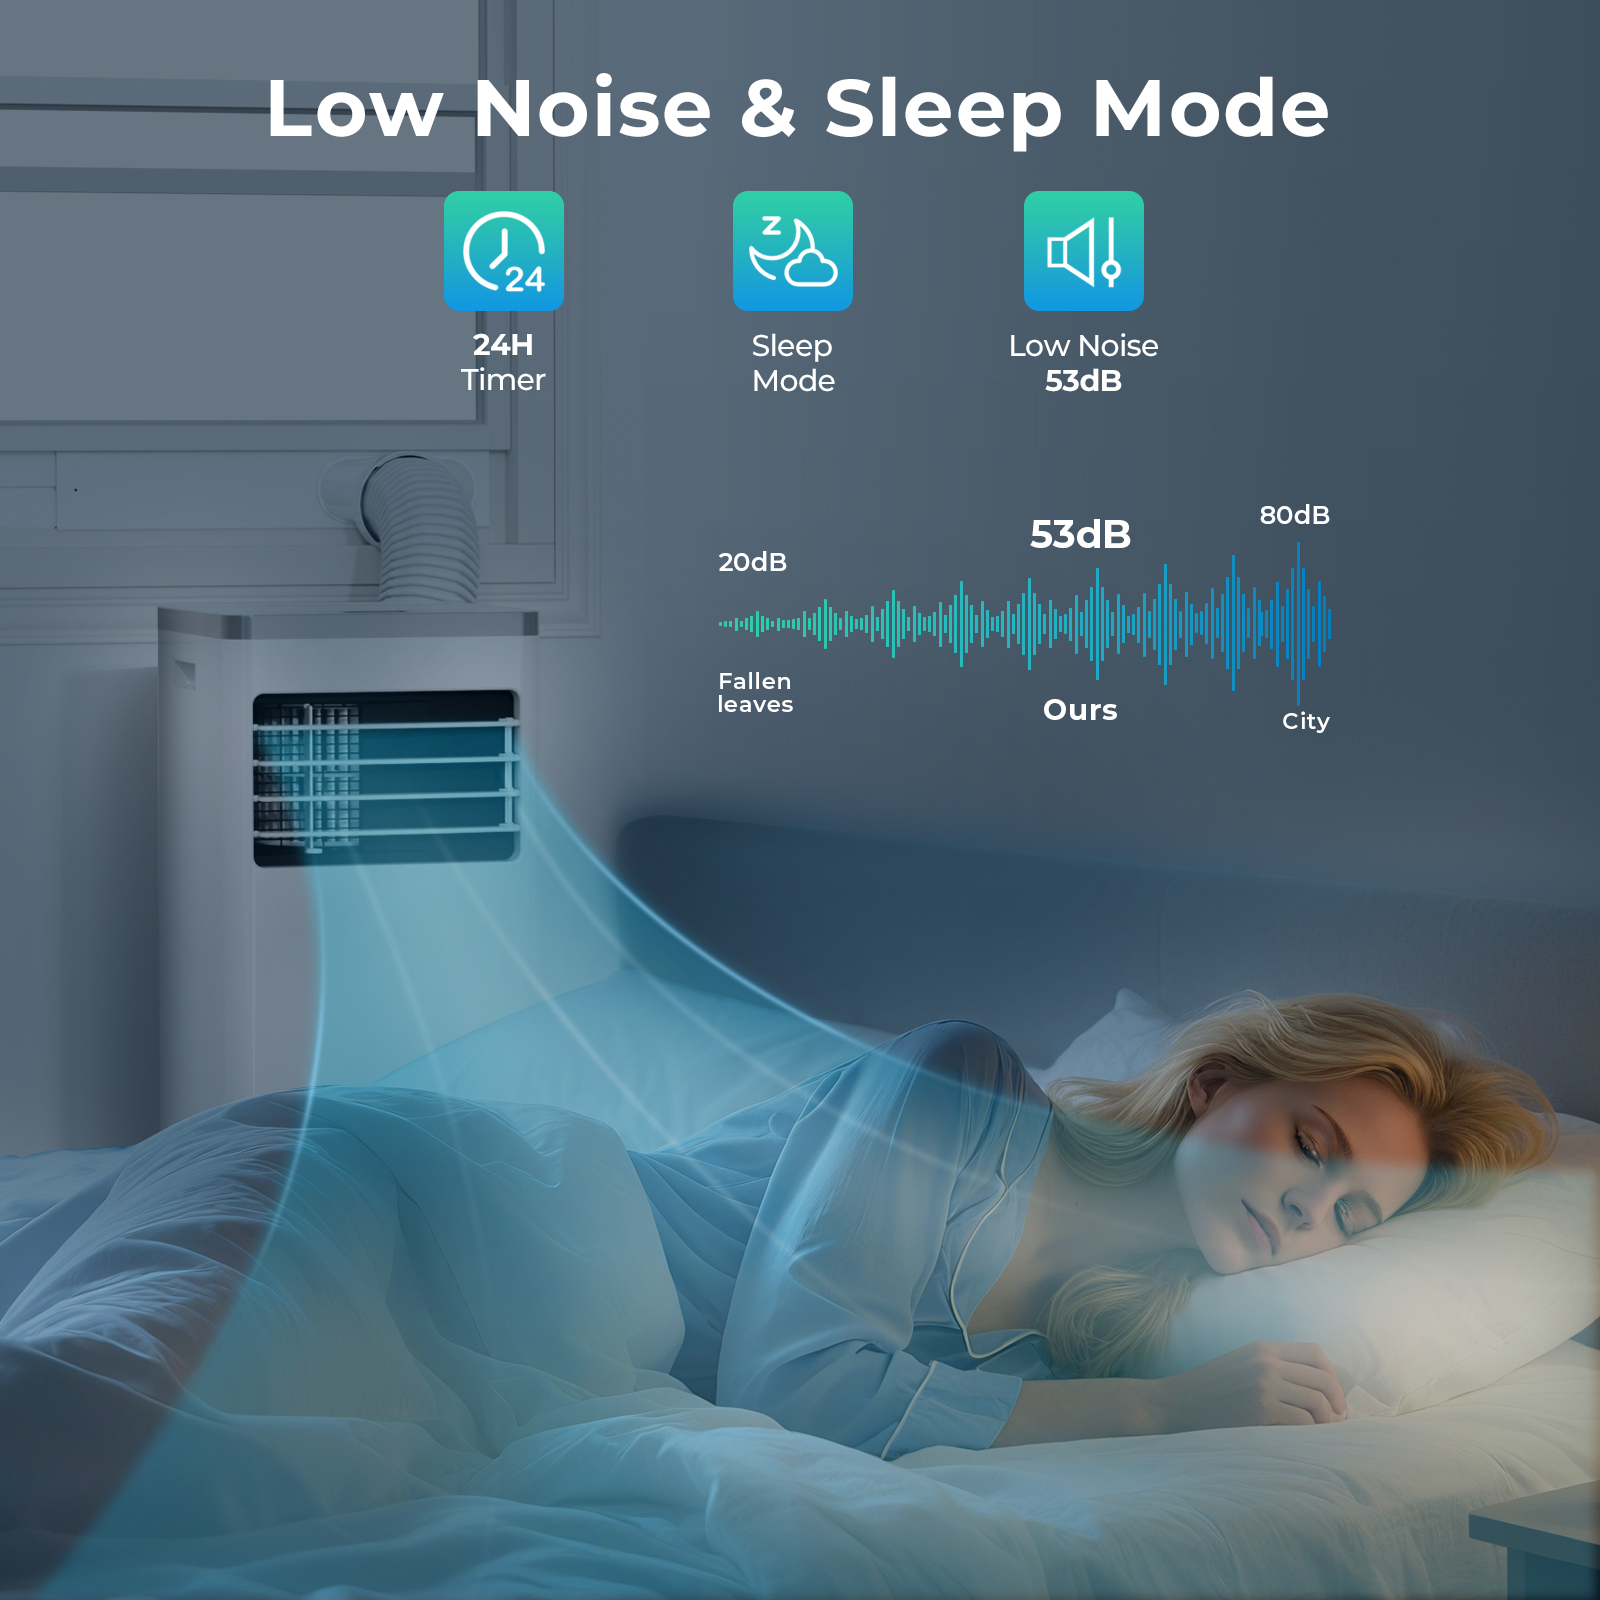 Low Noise & Sleep Mode
z
24
24H
Timer
Sleep
Mode
Low Noise
53dB
20dB
53dB
80dB
Fallen
leaves
Ours
City